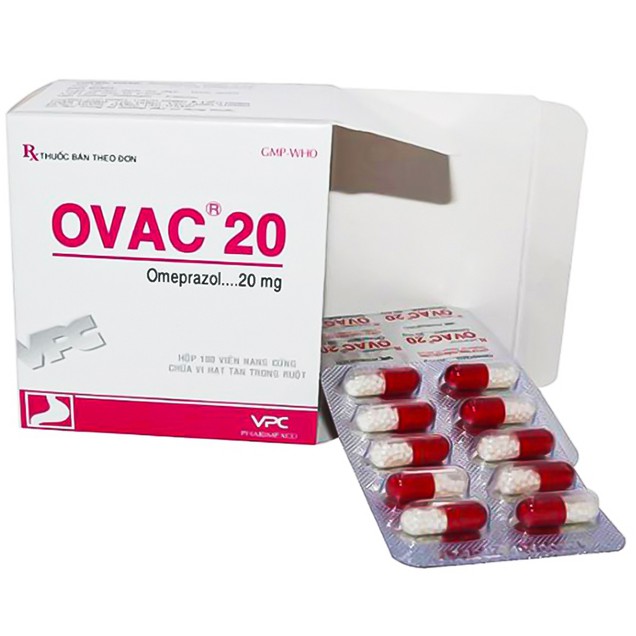 Rx THUỐC BÁN THEO ĐƠN
GMP-WHO
OVAC® 20
Omeprazol....20 mg
VPC
HỘP 100 VIÊN NANG CỨNG
CHỨA VI HẠT TAN TRONG RUỘT
VPC
PHARIMEXCO
OVAC 20
OVAC® 20